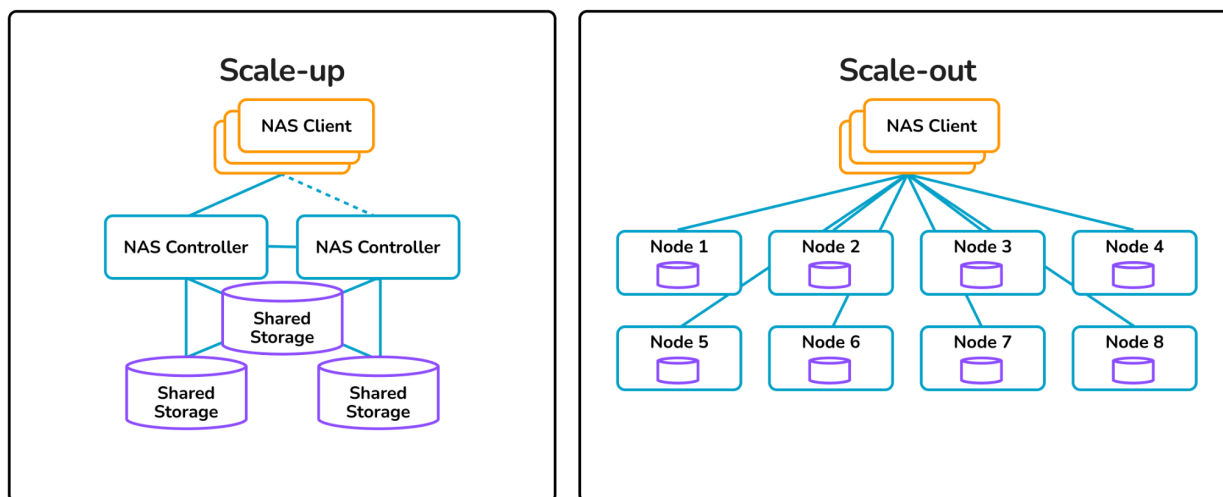 Scale-up
NAS Client
NAS Controller
NAS Controller
Shared
Storage
Shared
Storage
Shared
Storage
Scale-out
NAS Client
Node 1
Node 2
Node 3
Node 4
Node 5
Node 6
Node 7
Node 8